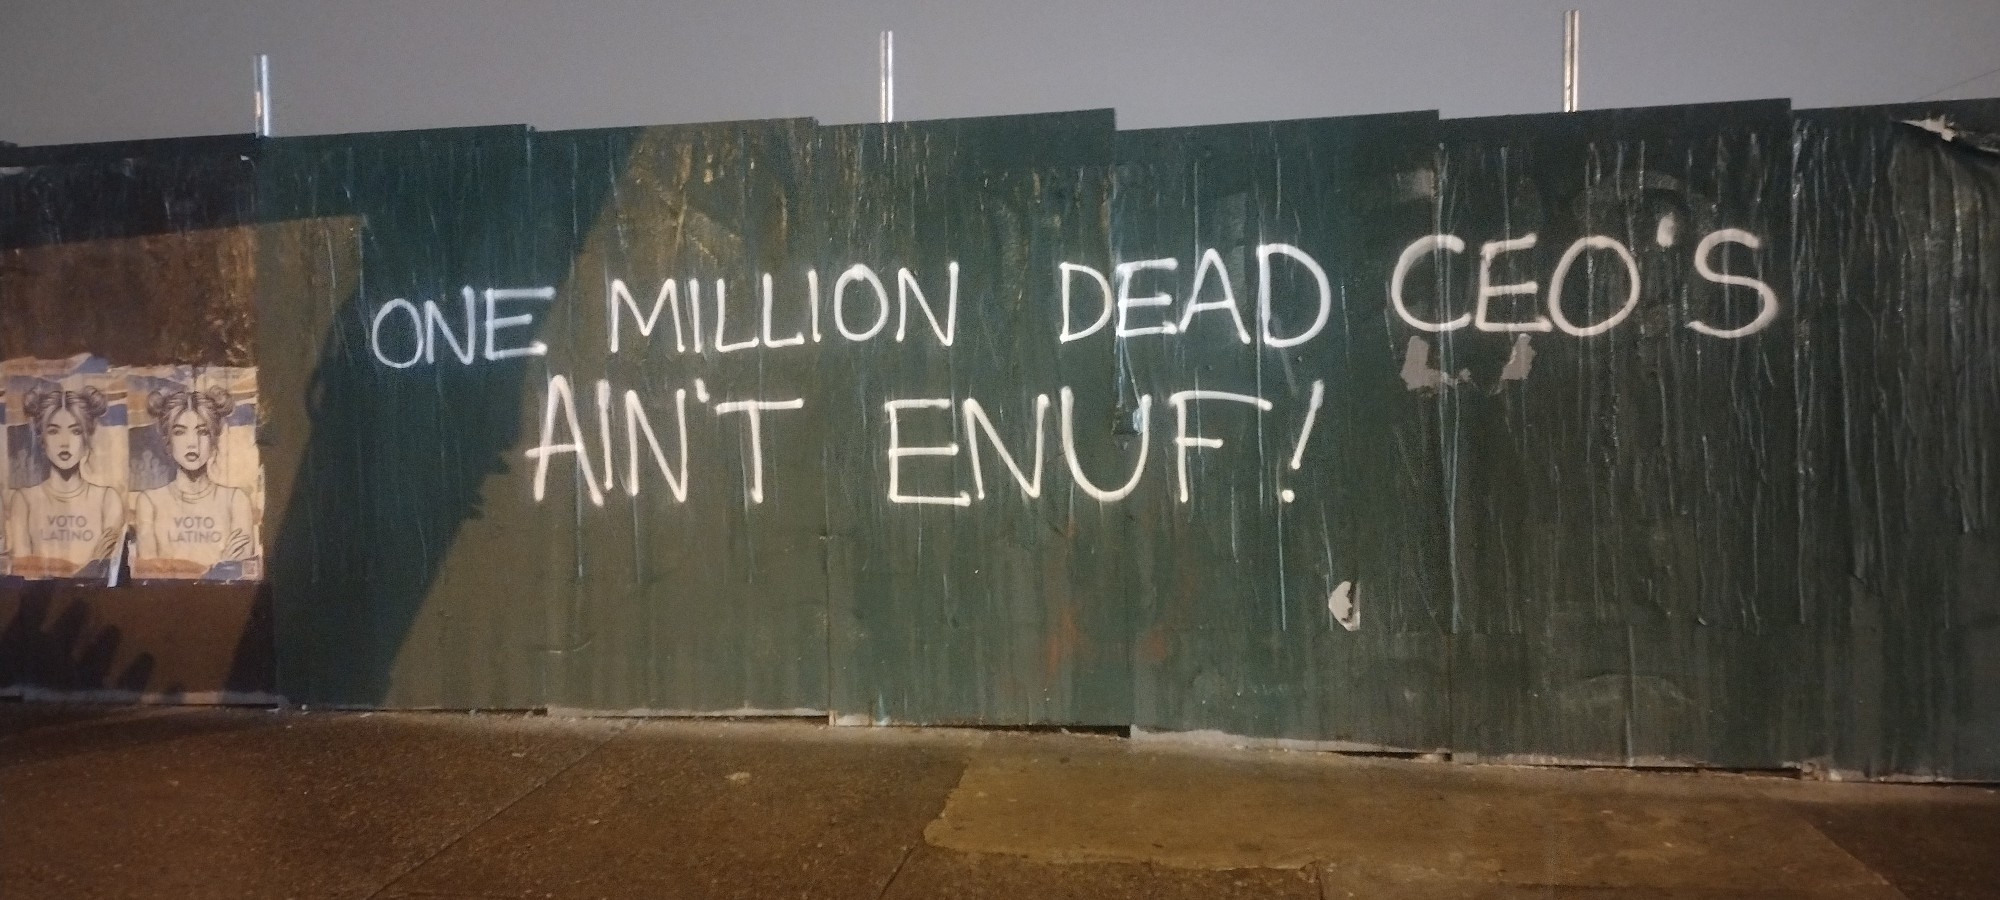 ONE MILLION DEAD CEO'S
AIN'T ENUF!
VOTO
LATINO
VOTO
LATINO